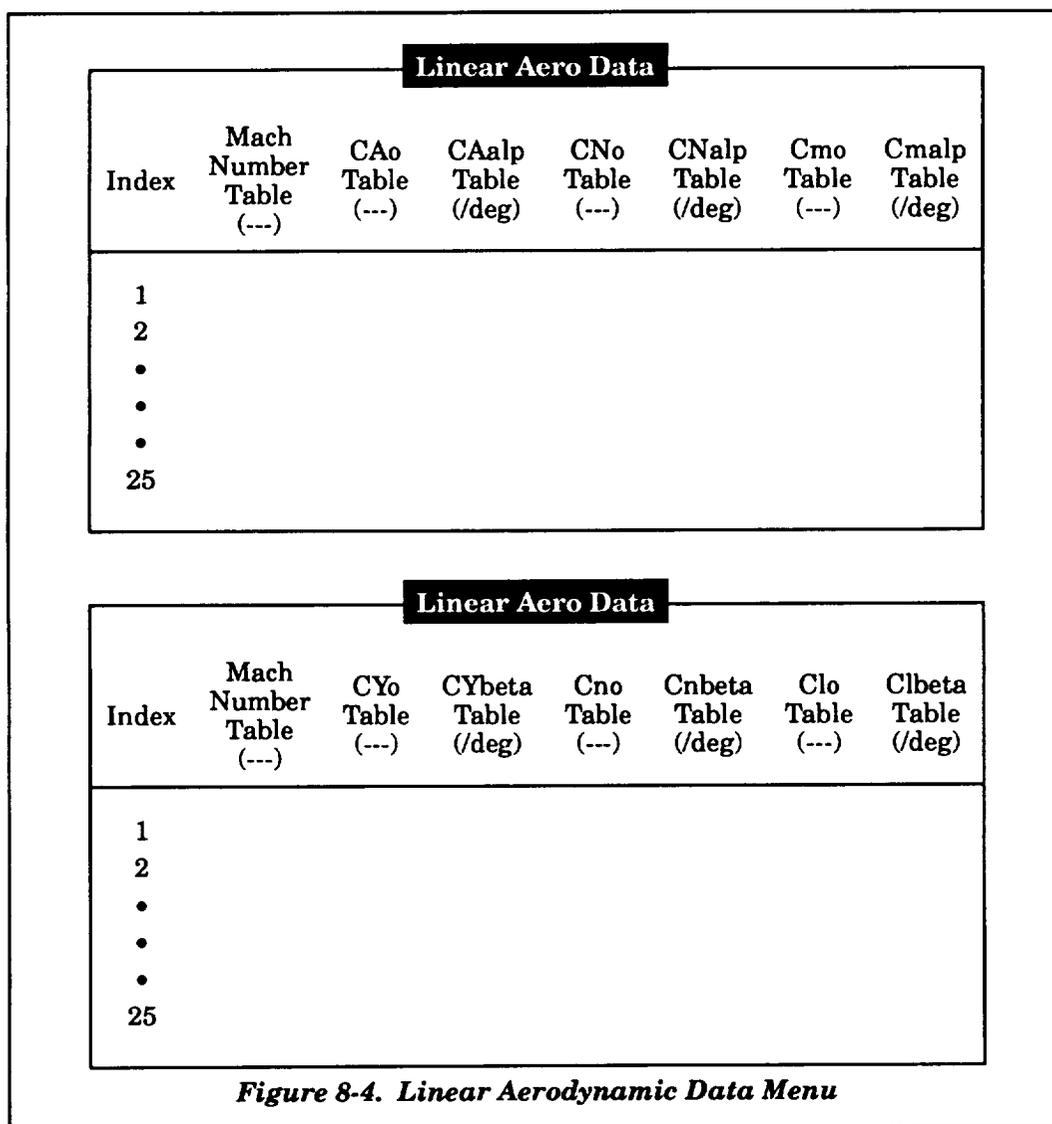 Linear Aero Data
Index Mach Number Table (---) CAo Table (---) CAalp Table (/deg) CNo Table (---) CNalp Table (/deg) Cmo Table (---) Cmalp Table (/deg)
1
2
•
•
•
25
Linear Aero Data
Index Mach Number Table (---) CYo Table (---) CYbeta Table (/deg) Cno Table (---) Cnbeta Table (/deg) Clo Table (---) Clbeta Table (/deg)
1
2
•
•
•
25
Figure 8-4. Linear Aerodynamic Data Menu